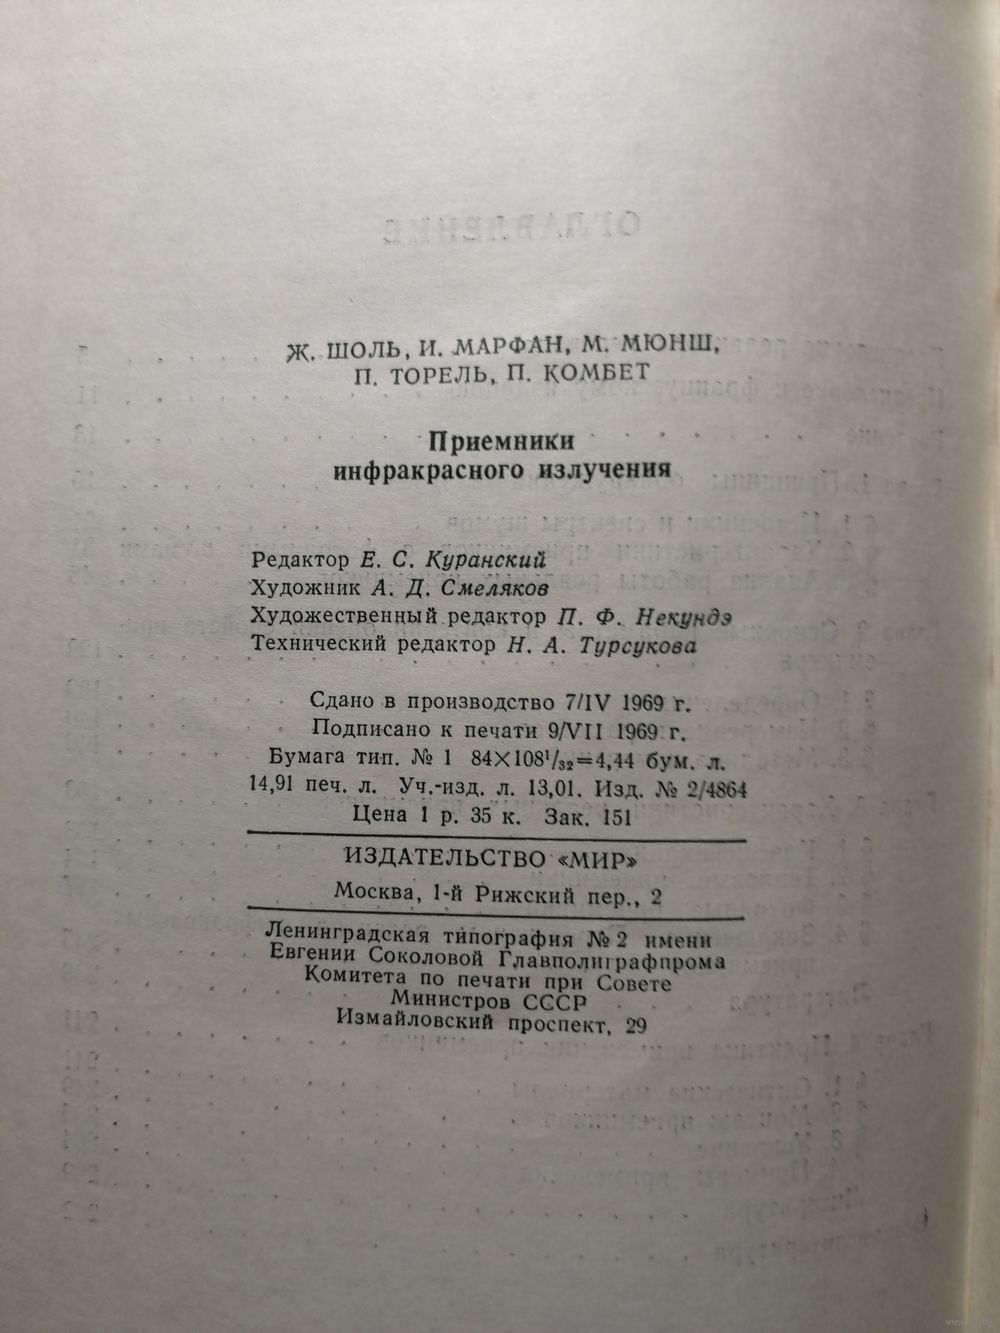 Ж. ШОЛЬ, И. МАРФАН, М. МЮНШ,
П. ТОРЕЛЬ, П. КОМБЕТ
Приемники
инфракрасного излучения
Редактор Е. С. Куранский
Художник А. Д. Смеляков
Художественный редактор П. Ф. Некундэ
Технический редактор Н. А. Турсукова
Сдано в производство 7/IV 1969 г.
Подписано к печати 9/VII 1969 г.
Бумага тип. № 1 84×108¹/₃₂=4,44 бум. л.
14,91 печ. л. Уч.-изд. л. 13,01. Изд. № 2/4864
Цена 1 р. 35 к. Зак. 151
ИЗДАТЕЛЬСТВО «МИР»
Москва, 1-й Рижский пер., 2
Ленинградская типография № 2 имени
Евгении Соколовой Главполиграфпрома
Комитета по печати при Совете
Министров СССР
Измайловский проспект, 29